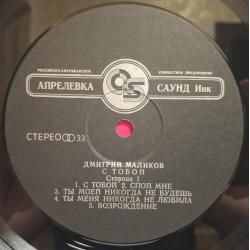 РОССИЙСКО-АМЕРИКАНСКОЕ СОВМЕСТНОЕ ПРЕДПРИЯТИЕ
АПРЕЛЕВКА САУНД Инк
СТЕРЕО 33
ДМИТРИЙ МАЛИКОВ
С ТОБОЙ
Сторона 1
1. С ТОБОЙ 2. СПОЙ МНЕ
3. ТЫ МОЕЙ НИКОГДА НЕ БУДЕШЬ
4. ТЫ МЕНЯ НИКОГДА НЕ ЛЮБИЛА
5. ВОЗРОЖДЕНИЕ